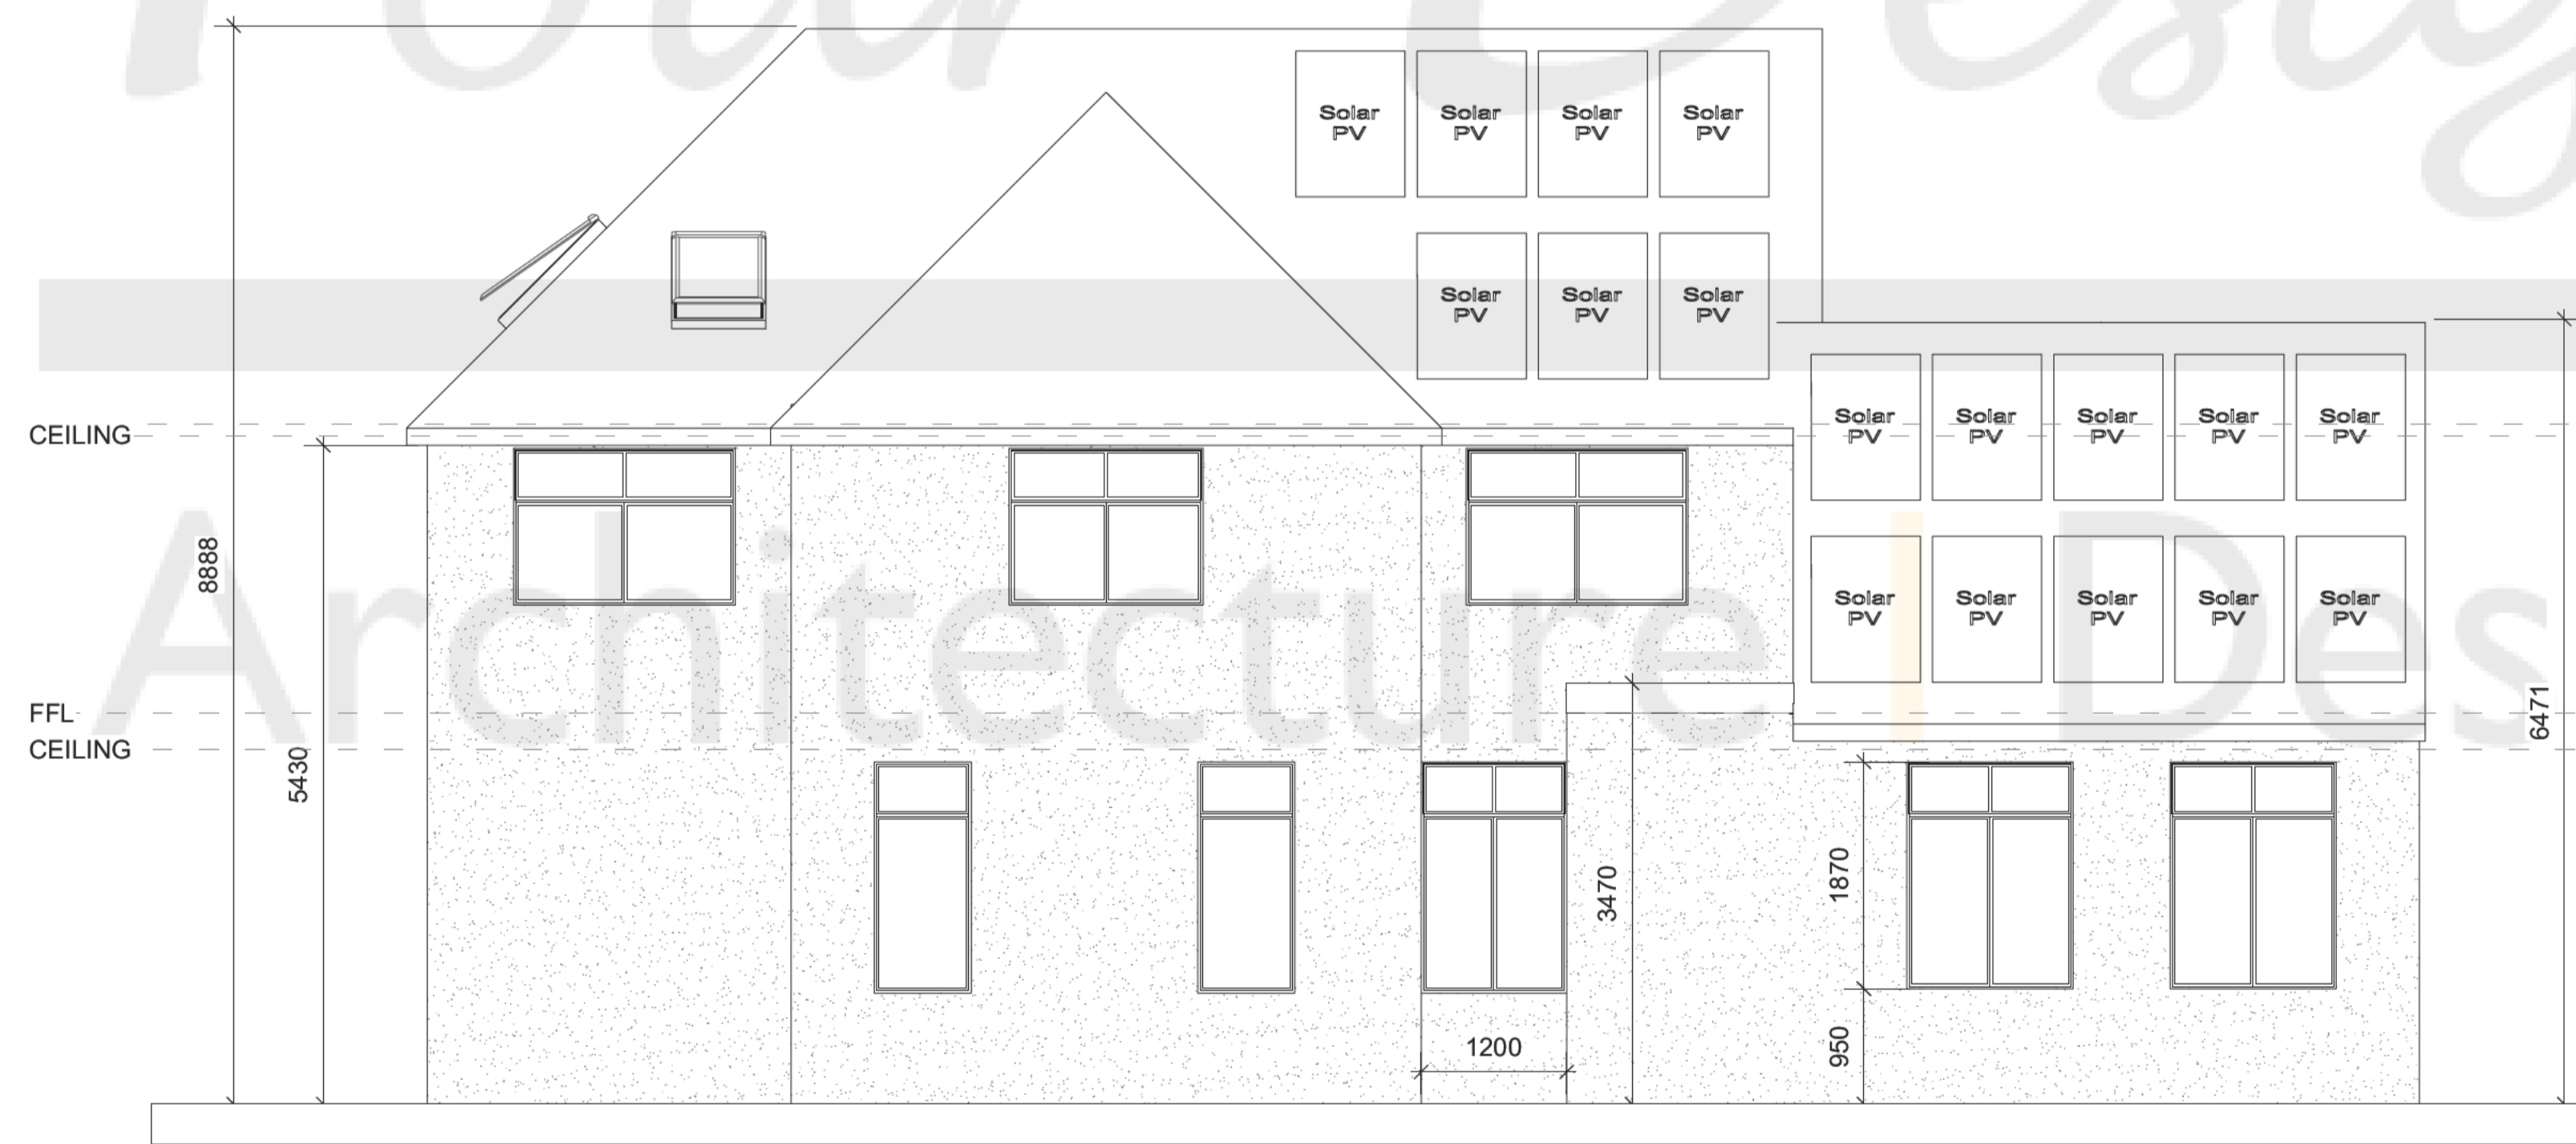 Your Desig
Solar Solar Solar Solar
PV PV PV PV
Solar Solar Solar
PV PV PV
CEILING
Solar Solar Solar Solar Solar
PV PV PV PV PV
8888
Architecture | Des
Solar Solar Solar Solar Solar
PV PV PV PV PV
FFL
CEILING
5430
6471
3470
1870
1200
950